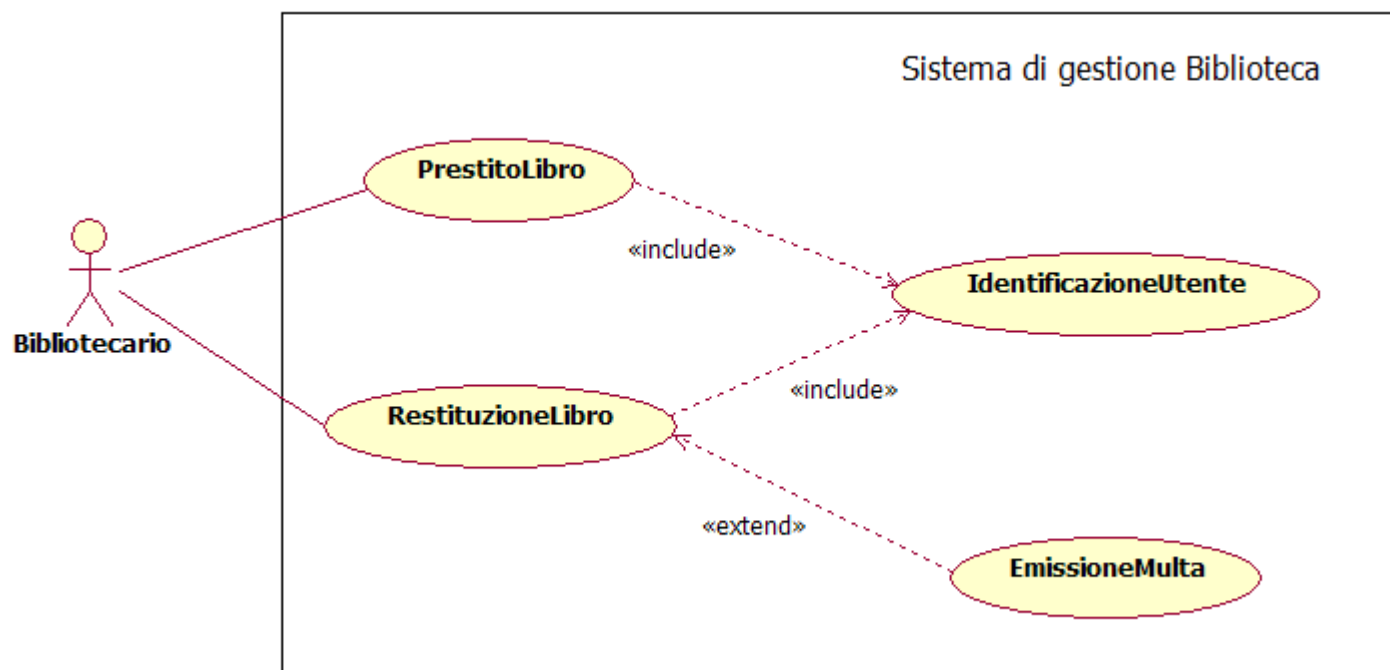 Sistema di gestione Biblioteca
PrestitoLibro
«include»
IdentificazioneUtente
Bibliotecario
«include»
RestituzioneLibro
«extend»
EmissioneMulta